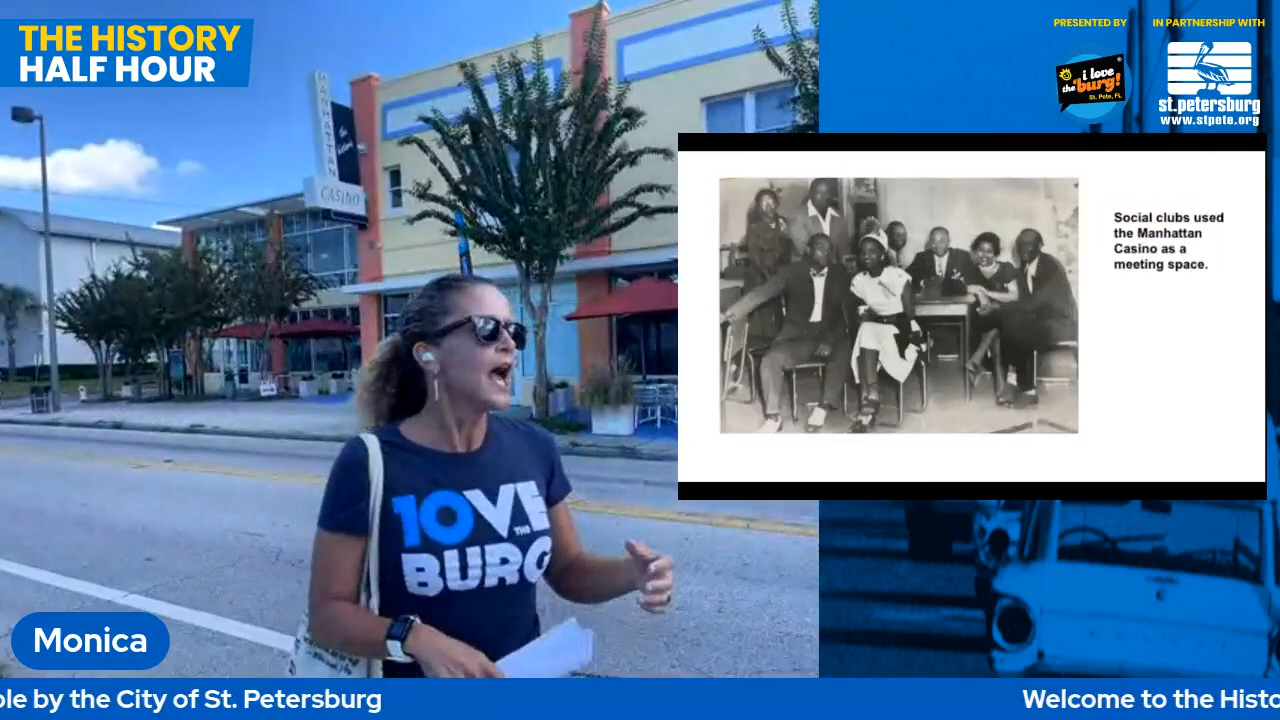 THE HISTORY
HALF HOUR
PRESENTED BY
IN PARTNERSHIP WITH
i love
the burg!
St. Pete, FL
st.petersburg
www.stpete.org
MANHATTAN
CASINO
Social clubs used
the Manhattan
Casino as a
meeting space.
10VE
THE
BURG
Monica
ble by the City of St. Petersburg
Welcome to the Histo